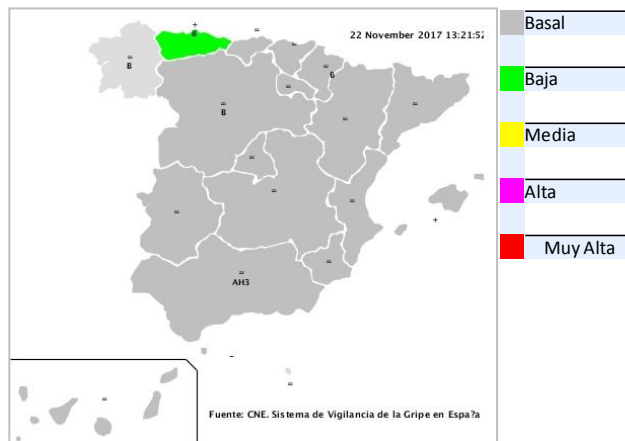 22 November 2017 13:21:52
+
B
=
=
=
B
=
B
=
=
B
=
=
=
=
=
=
=
+
=
=
AH3
-
=
=
Fuente: CNE. Sistema de Vigilancia de la Gripe en Espa?a
Basal
Baja
Media
Alta
Muy Alta